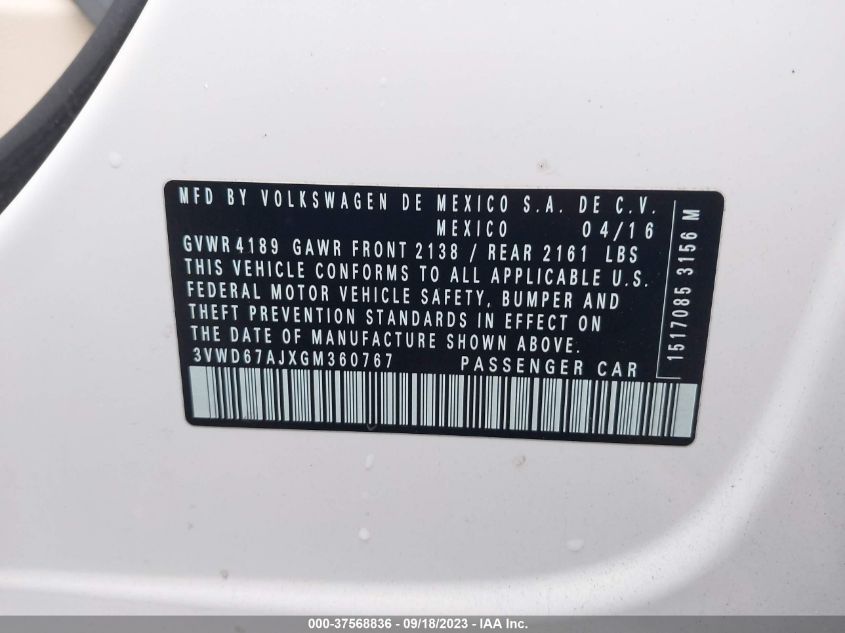 MFD BY VOLKSWAGEN DE MEXICO S.A. DE C.V.
MEXICO 04/16
GVWR 4189 GAWR FRONT 2138 / REAR 2161 LBS
THIS VEHICLE CONFORMS TO ALL APPLICABLE U.S.
FEDERAL MOTOR VEHICLE SAFETY, BUMPER AND
THEFT PREVENTION STANDARDS IN EFFECT ON
THE DATE OF MANUFACTURE SHOWN ABOVE.
3VWD67AJXGM360767 PASSENGER CAR
1517085 3156 M
000-37568836 - 09/18/2023 - IAA Inc.